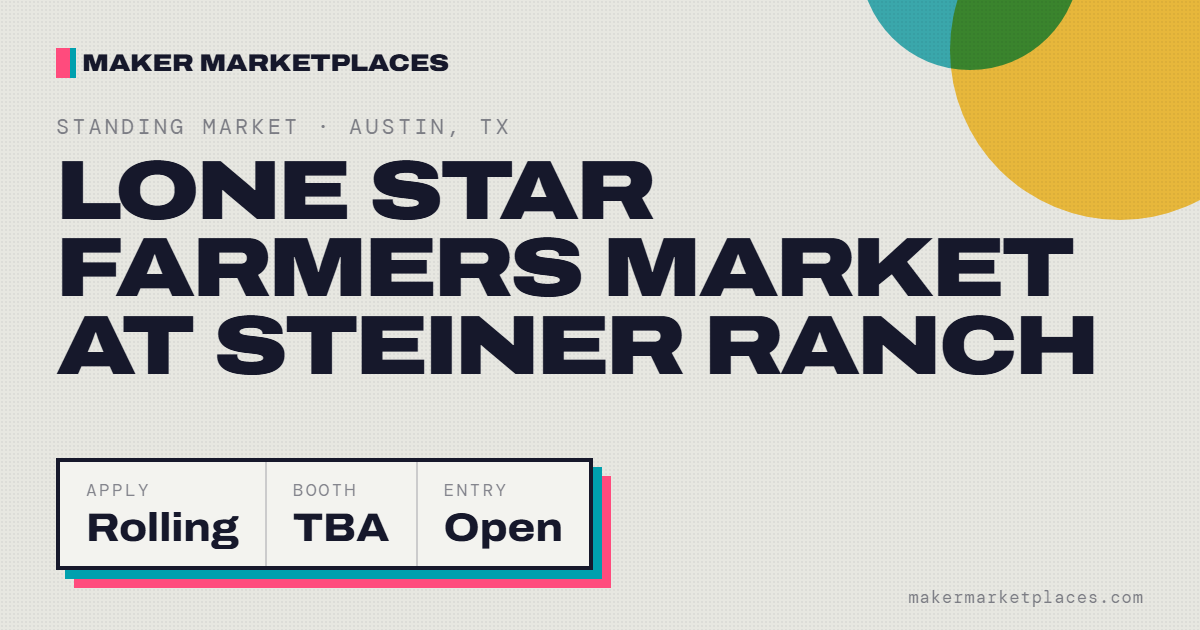 MAKER MARKETPLACES
STANDING MARKET · AUSTIN, TX
LONE STAR
FARMERS MARKET
AT STEINER RANCH
APPLY
Rolling
BOOTH
TBA
ENTRY
Open
makermarketplaces.com